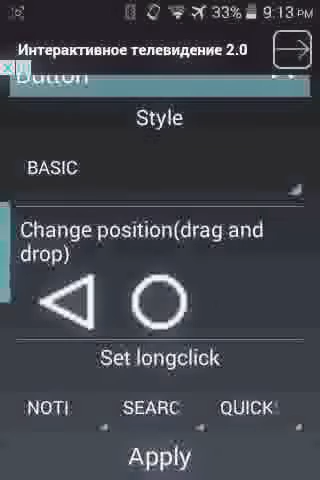 33% 9:13 PM
Интерактивное телевидение 2.0
Button
Style
BASIC
Change position(drag and
drop)
Set longclick
NOTI SEARC QUICK
Apply